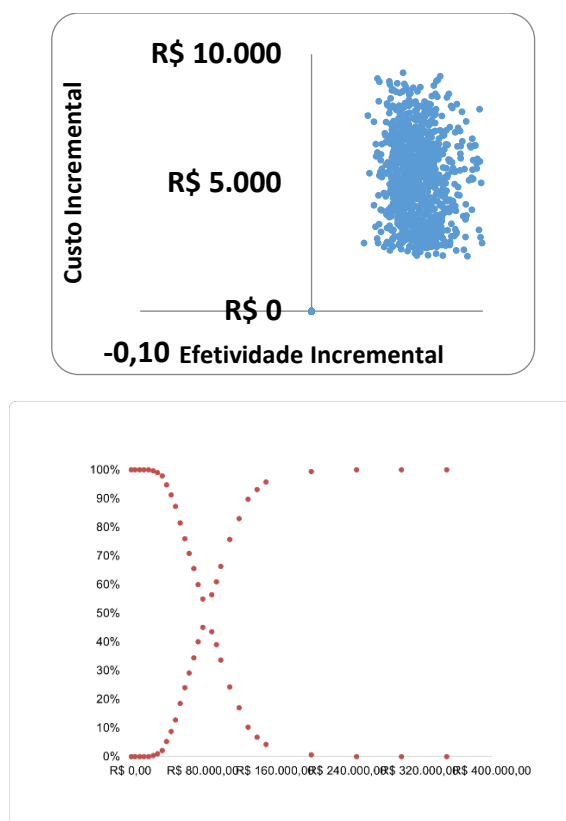 R$ 10.000
Custo Incremental
R$ 5.000
R$ 0
-0,10 Efetividade Incremental
100%
90%
80%
70%
60%
50%
40%
30%
20%
10%
0%
R$ 0,00 R$ 80.000,00 R$ 160.000,00 R$ 240.000,00 R$ 320.000,00 R$ 400.000,00